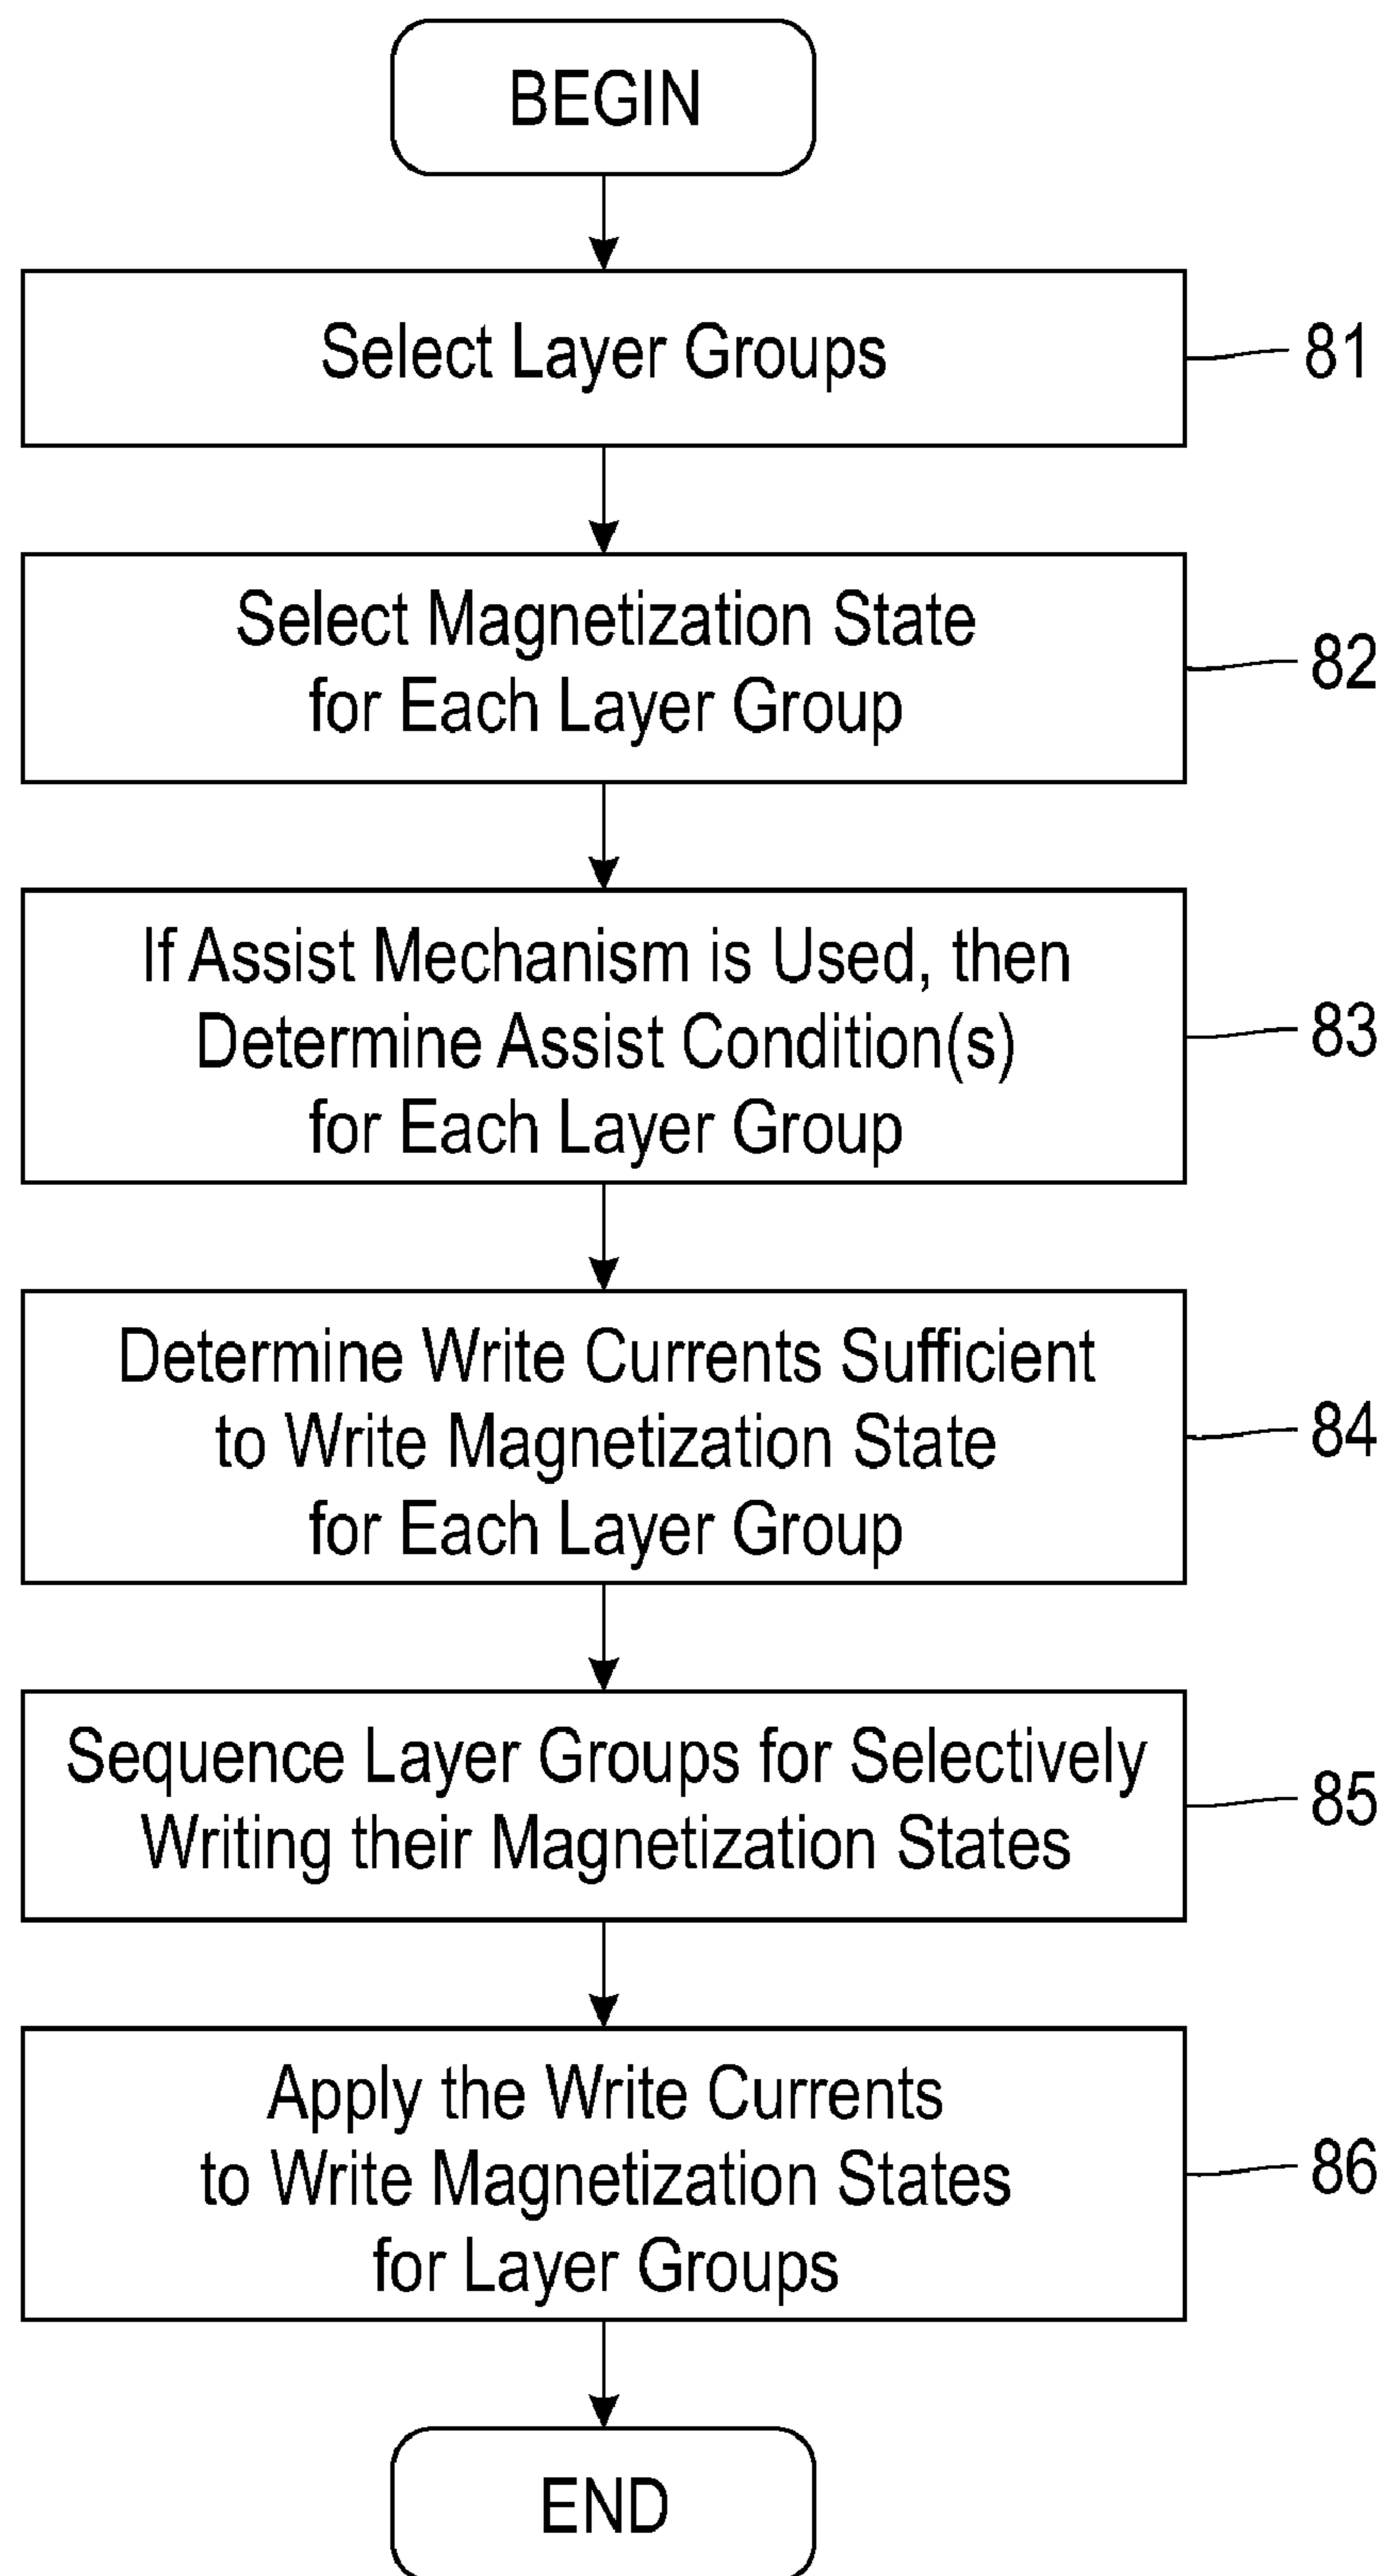 BEGIN
Select Layer Groups
81
Select Magnetization State
for Each Layer Group
82
If Assist Mechanism is Used, then
Determine Assist Condition(s)
for Each Layer Group
83
Determine Write Currents Sufficient
to Write Magnetization State
for Each Layer Group
84
Sequence Layer Groups for Selectively
Writing their Magnetization States
85
Apply the Write Currents
to Write Magnetization States
for Layer Groups
86
END